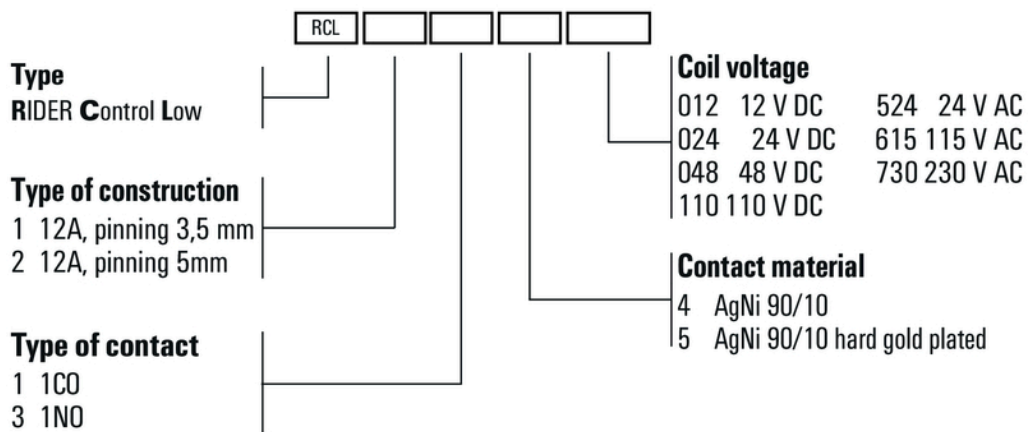 RCL
Type
RIDER Control Low
Type of construction
1 12A, pinning 3,5 mm
2 12A, pinning 5mm
Type of contact
1 1CO
3 1NO
Coil voltage
012 12 V DC 524 24 V AC
024 24 V DC 615 115 V AC
048 48 V DC 730 230 V AC
110 110 V DC
Contact material
4 AgNi 90/10
5 AgNi 90/10 hard gold plated